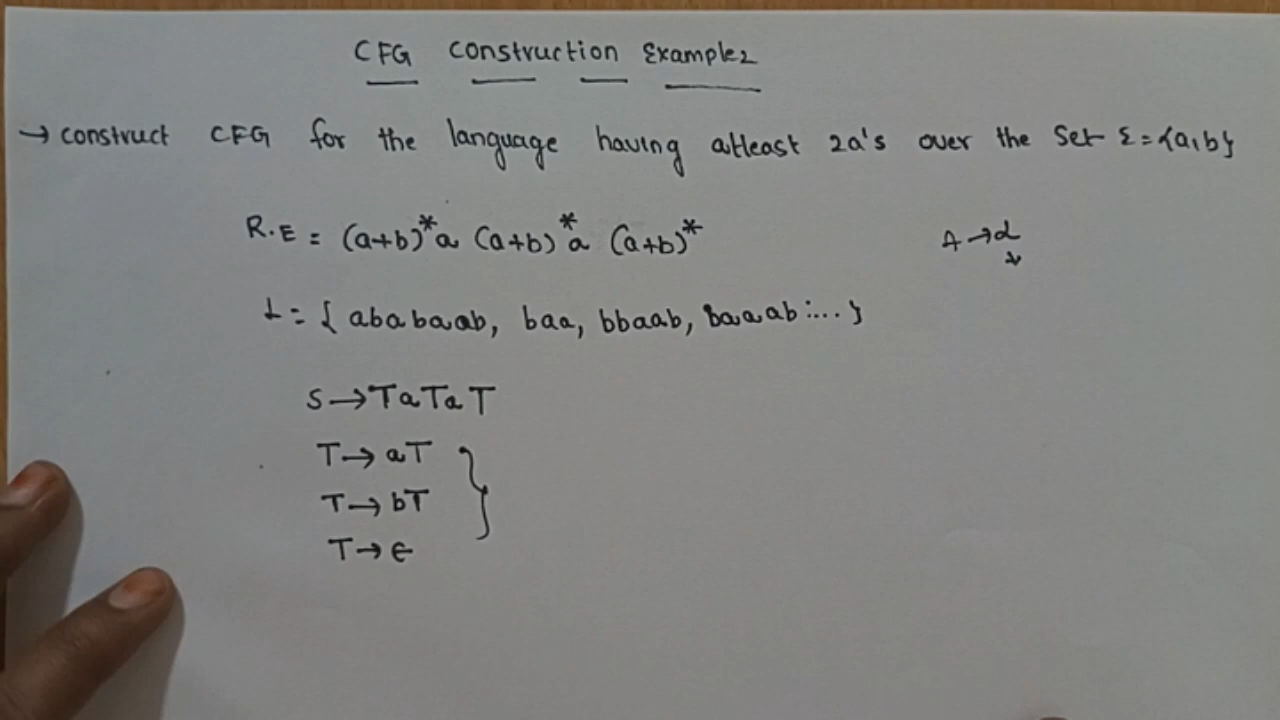 CFG Construction Example2
→ construct CFG for the language having atleast 2a's over the Set Σ={a,b}
R.E = (a+b)*a (a+b)*a (a+b)*
A→α
L = { abababaab, baa, bbaab, baaab .... }
S→TaTaT
T→aT
T→bT
T→ε